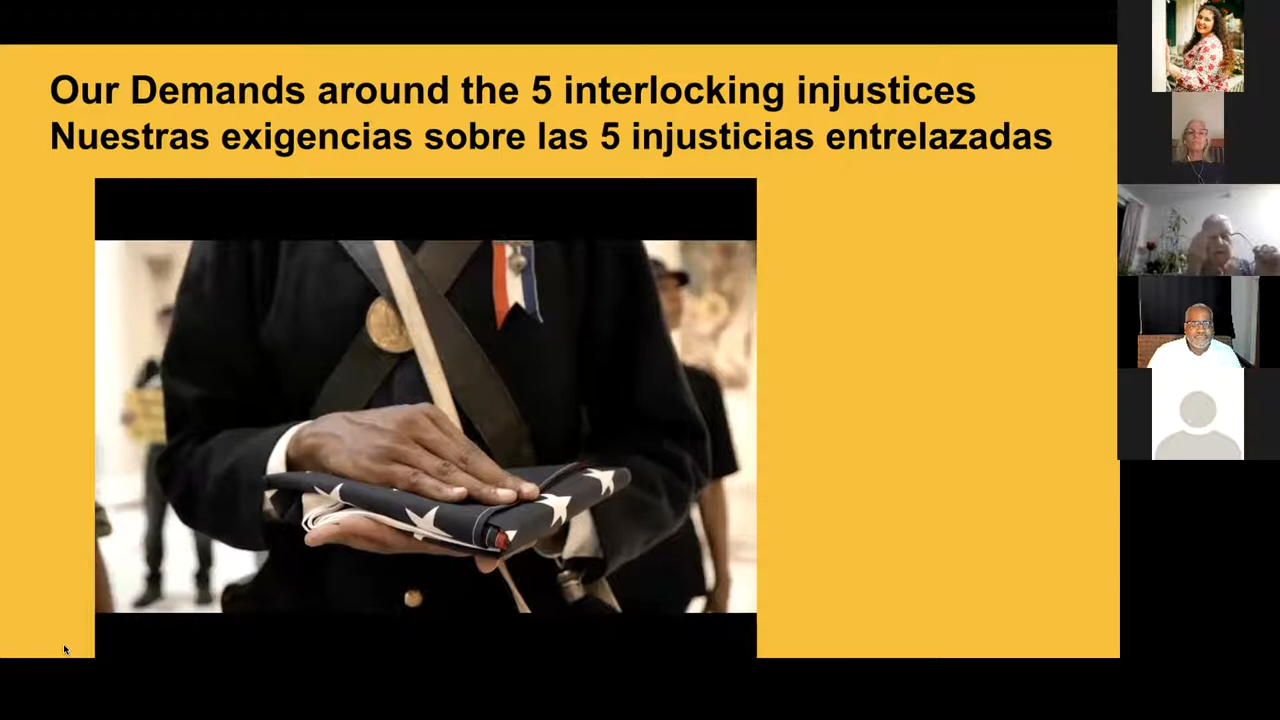 Our Demands around the 5 interlocking injustices
Nuestras exigencias sobre las 5 injusticias entrelazadas